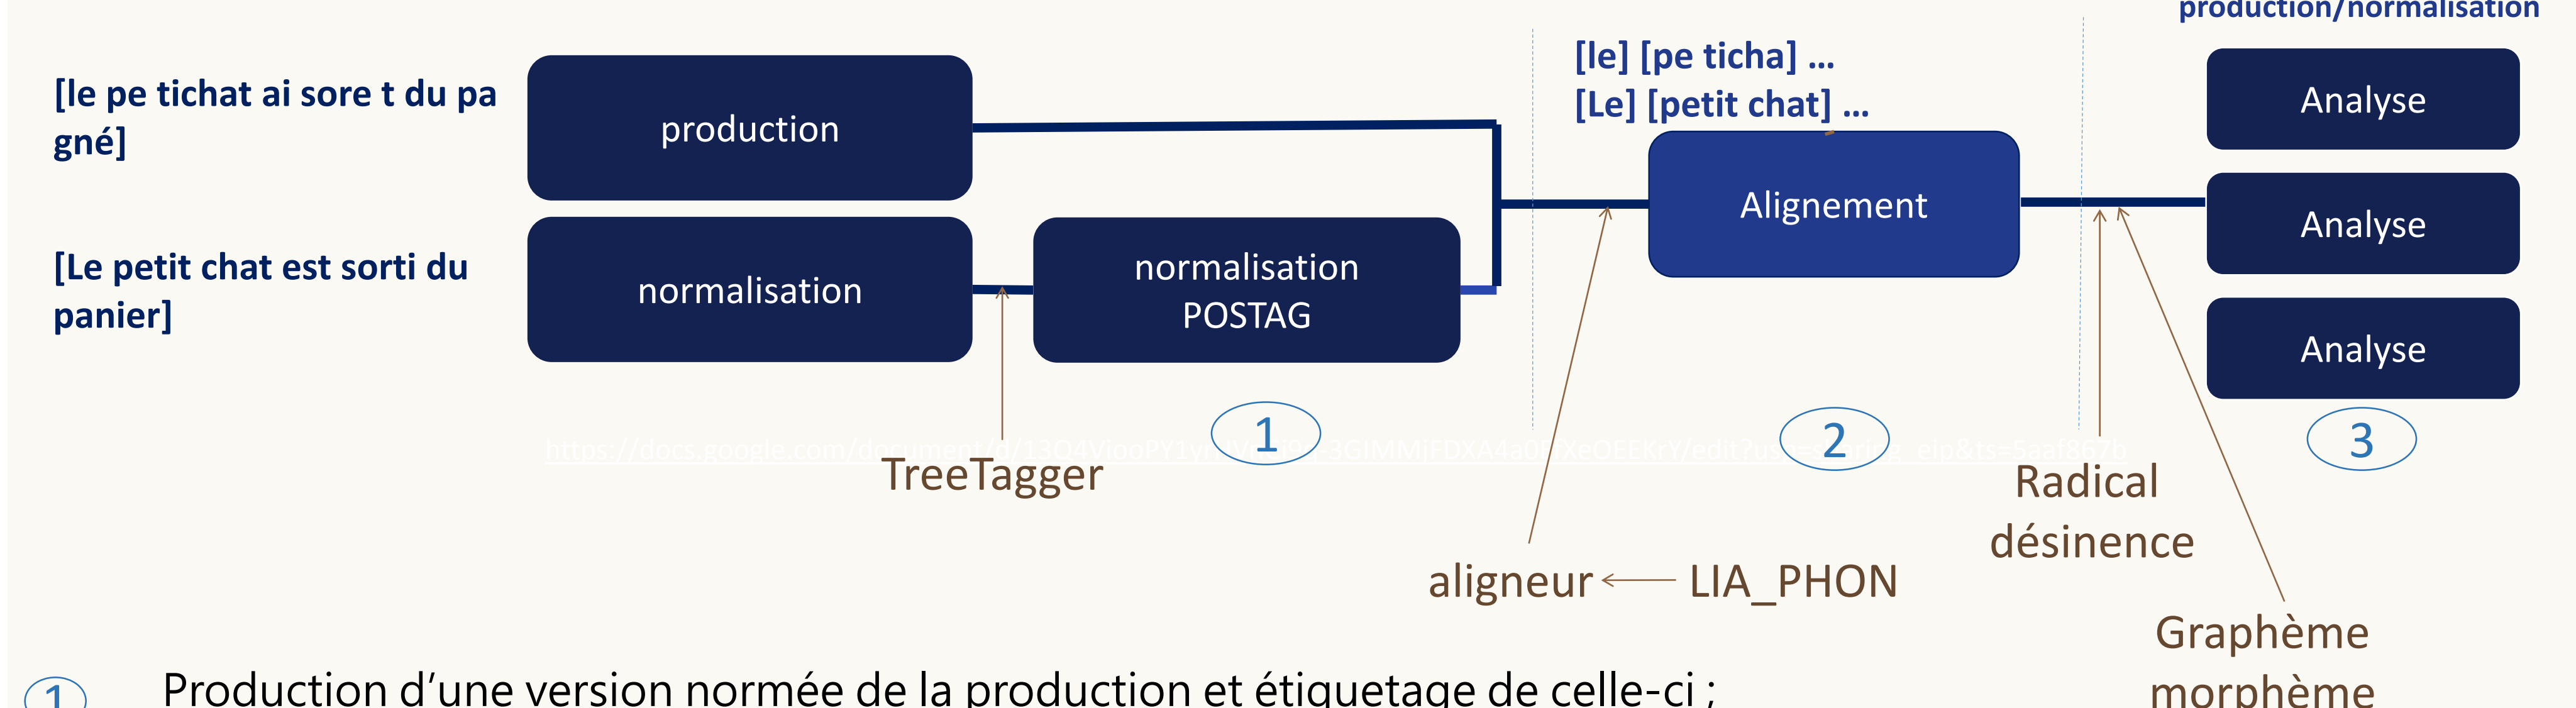 production/normalisation
[le pe tichat ai sore t du pa
gné]
production
[le] [pe ticha] ...
[Le] [petit chat] ...
Analyse
Alignement
Analyse
[Le petit chat est sorti du
panier]
normalisation
normalisation
POSTAG
Analyse
1
2
3
TreeTagger
Radical
désinence
aligneur
LIA_PHON
Graphème
morphème
1
Production d’une version normée de la production et étiquetage de celle-ci ;